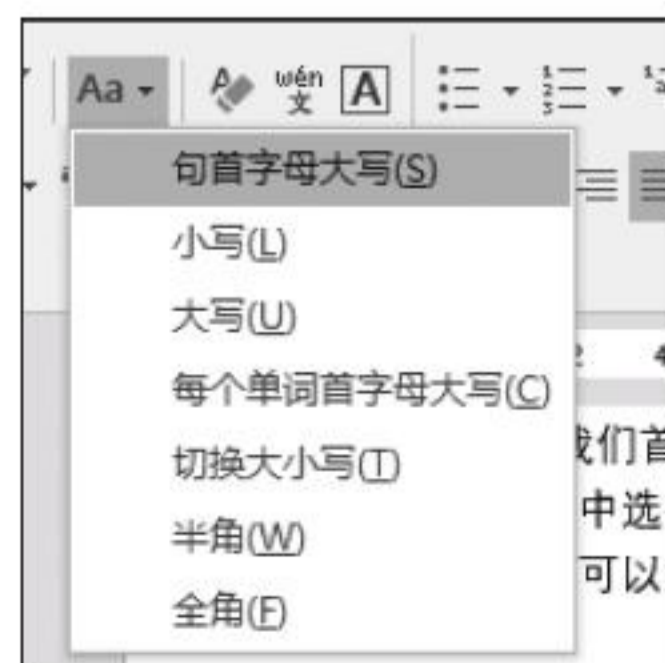 Aa
wén
文
A
句首字母大写(S)
小写(L)
大写(U)
每个单词首字母大写(C)
切换大小写(T)
半角(W)
全角(F)
们首
中选
可以